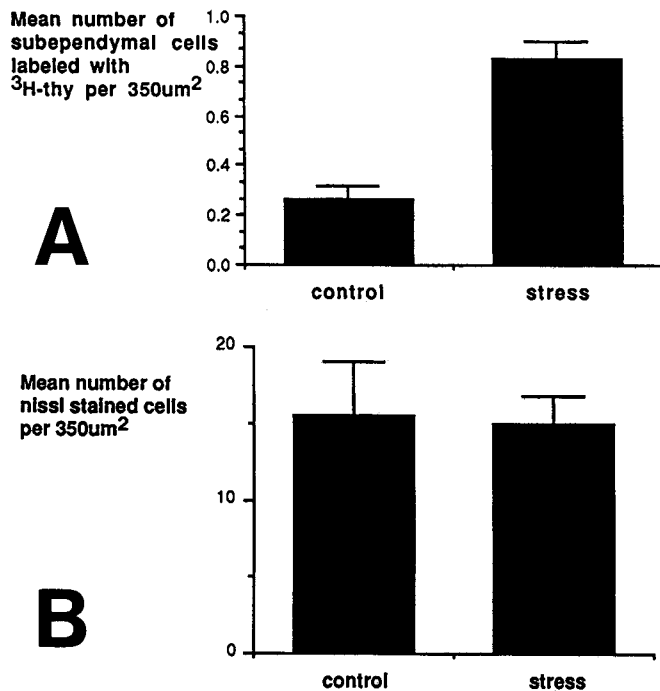 Mean number of
subependymal cells
labeled with
³H-thy per 350um²
1.0
0.8
0.6
0.4
0.2
0.0
A
control stress
Mean number of
nissl stained cells
per 350um²
20
10
0
B
control stress